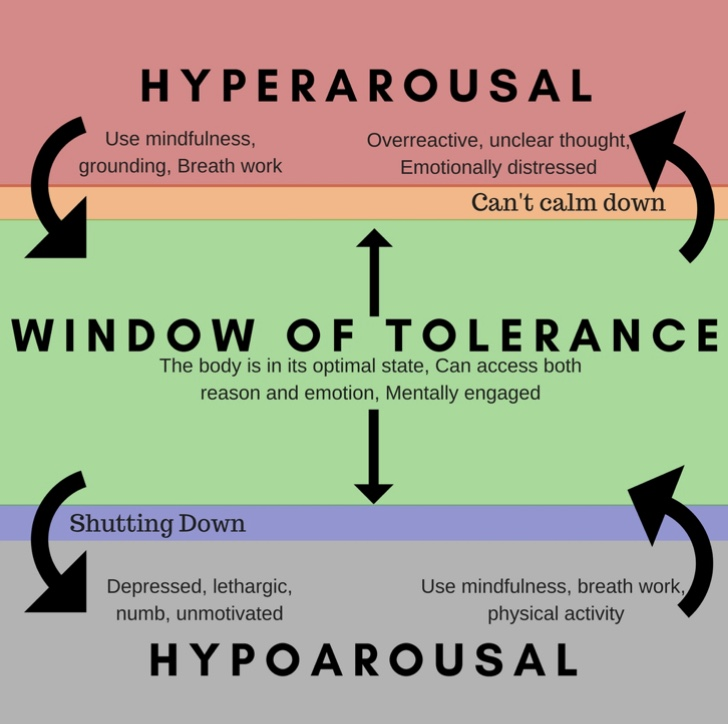 HYPERAROUSAL
Use mindfulness,
grounding, Breath work
Overreactive, unclear thought,
Emotionally distressed
Can't calm down
WINDOW OF TOLERANCE
The body is in its optimal state, Can access both
reason and emotion, Mentally engaged
Shutting Down
Depressed, lethargic,
numb, unmotivated
Use mindfulness, breath work,
physical activity
HYPOAROUSAL